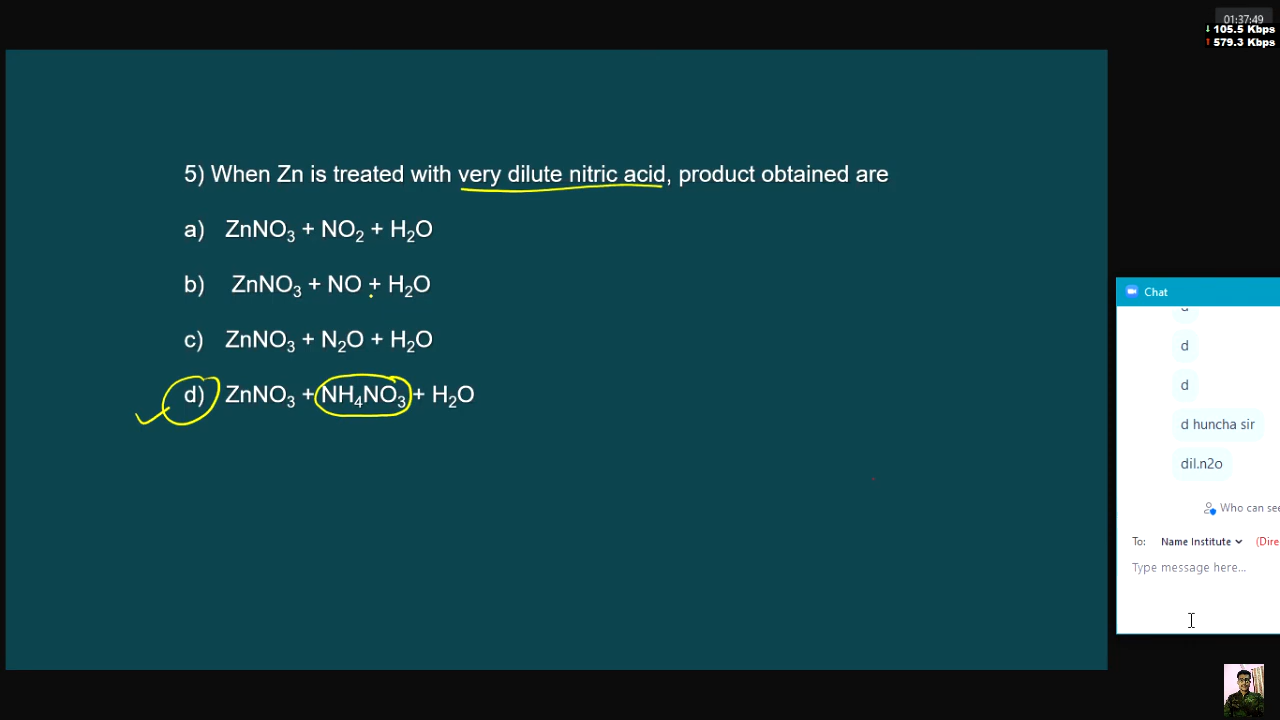 01:37:49
↓ 105.5 Kbps
↑ 579.3 Kbps
5) When Zn is treated with very dilute nitric acid, product obtained are
a) ZnNO₃ + NO₂ + H₂O
b) ZnNO₃ + NO + H₂O
c) ZnNO₃ + N₂O + H₂O
d) ZnNO₃ + NH₄NO₃ + H₂O
Chat
d
d
d huncha sir
dil.n2o
Who can see
To: Name Institute (Dire
Type message here...